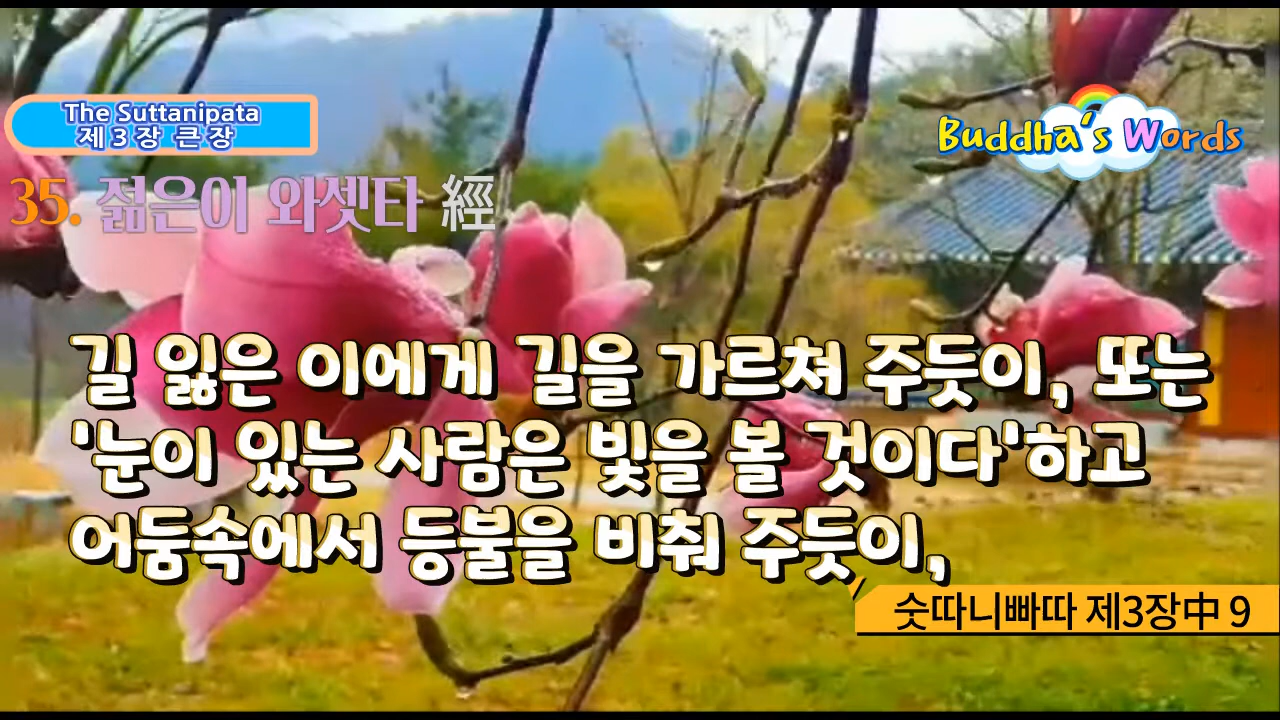 The Suttanipata
제 3 장 큰 장
Buddha's Words
35. 젊은이 와셋타 經
길 잃은 이에게 길을 가르쳐 주듯이, 또는
'눈이 있는 사람은 빛을 볼 것이다'하고
어둠속에서 등불을 비춰 주듯이,
숫따니빠따 제3장中 9